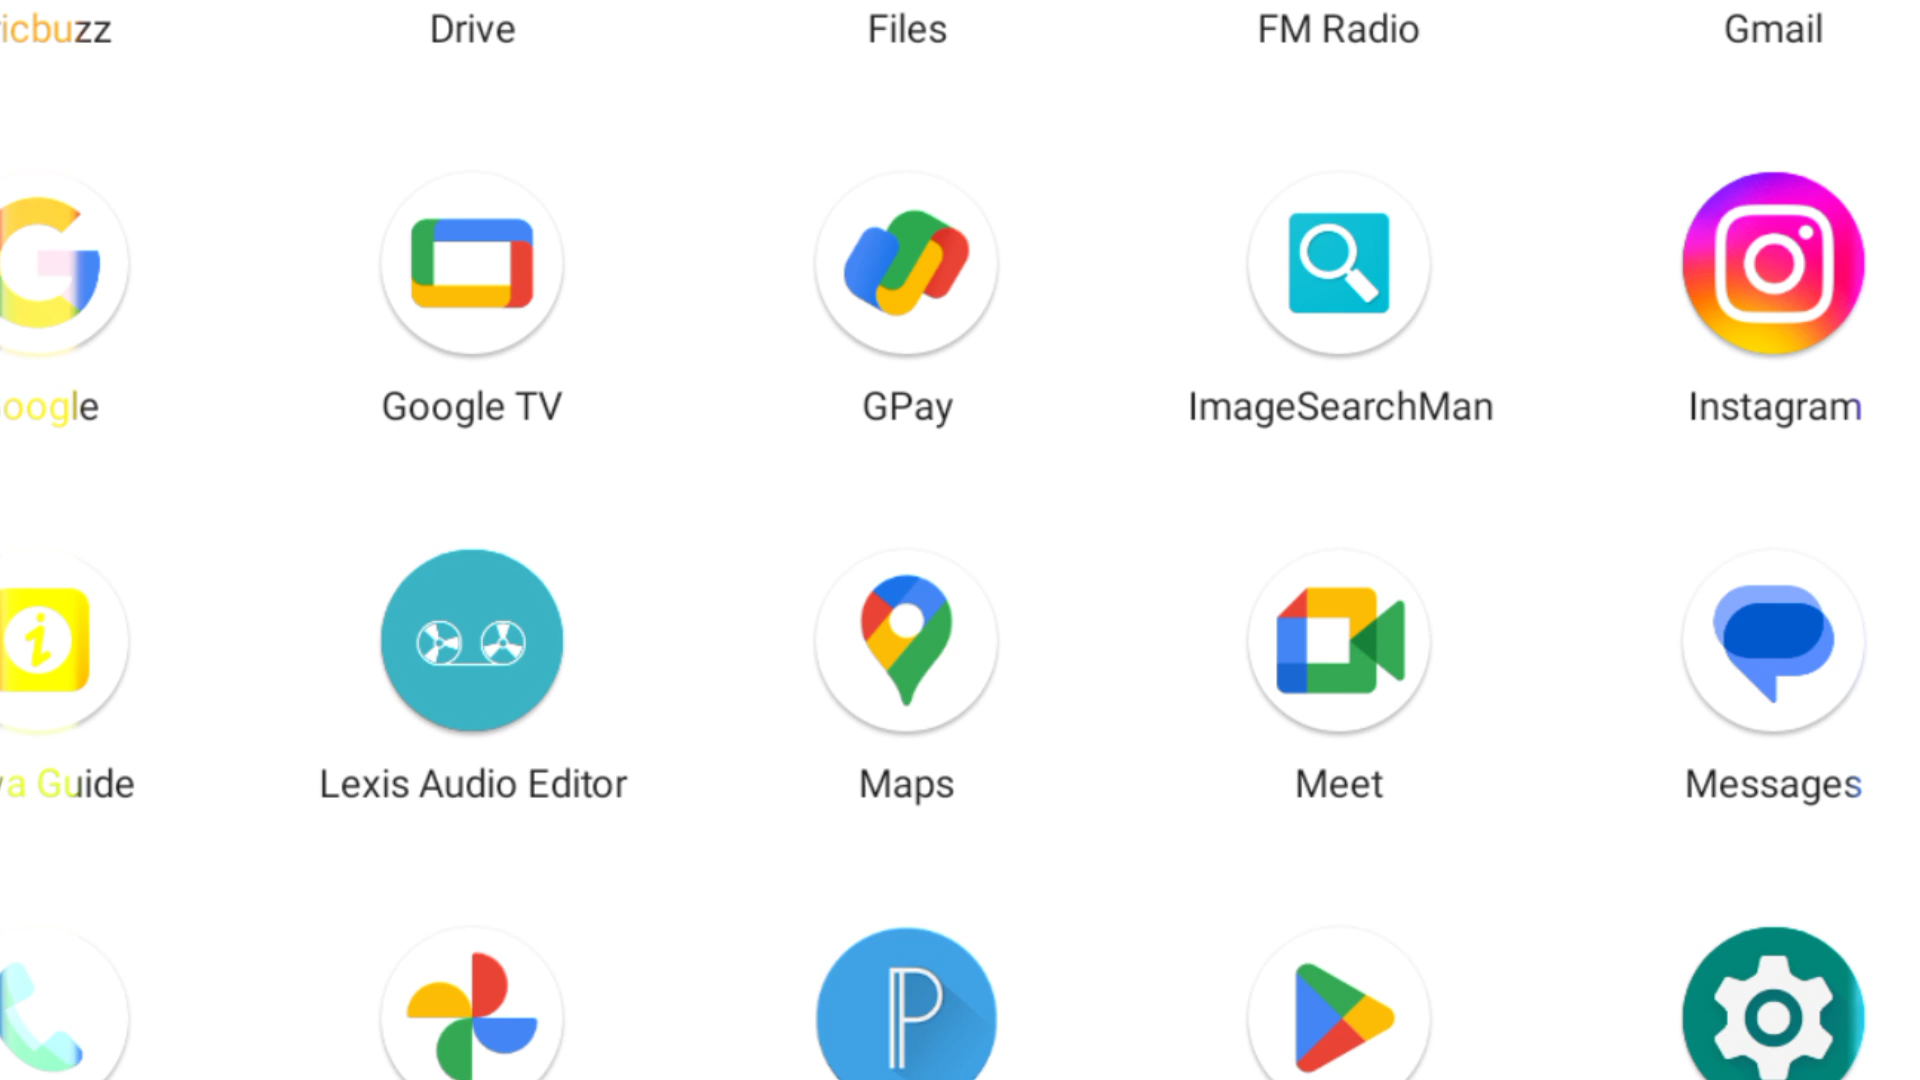 icbuzz Drive Files FM Radio Gmail
oogle Google TV GPay ImageSearchMan Instagram
a Guide Lexis Audio Editor Maps Meet Messages